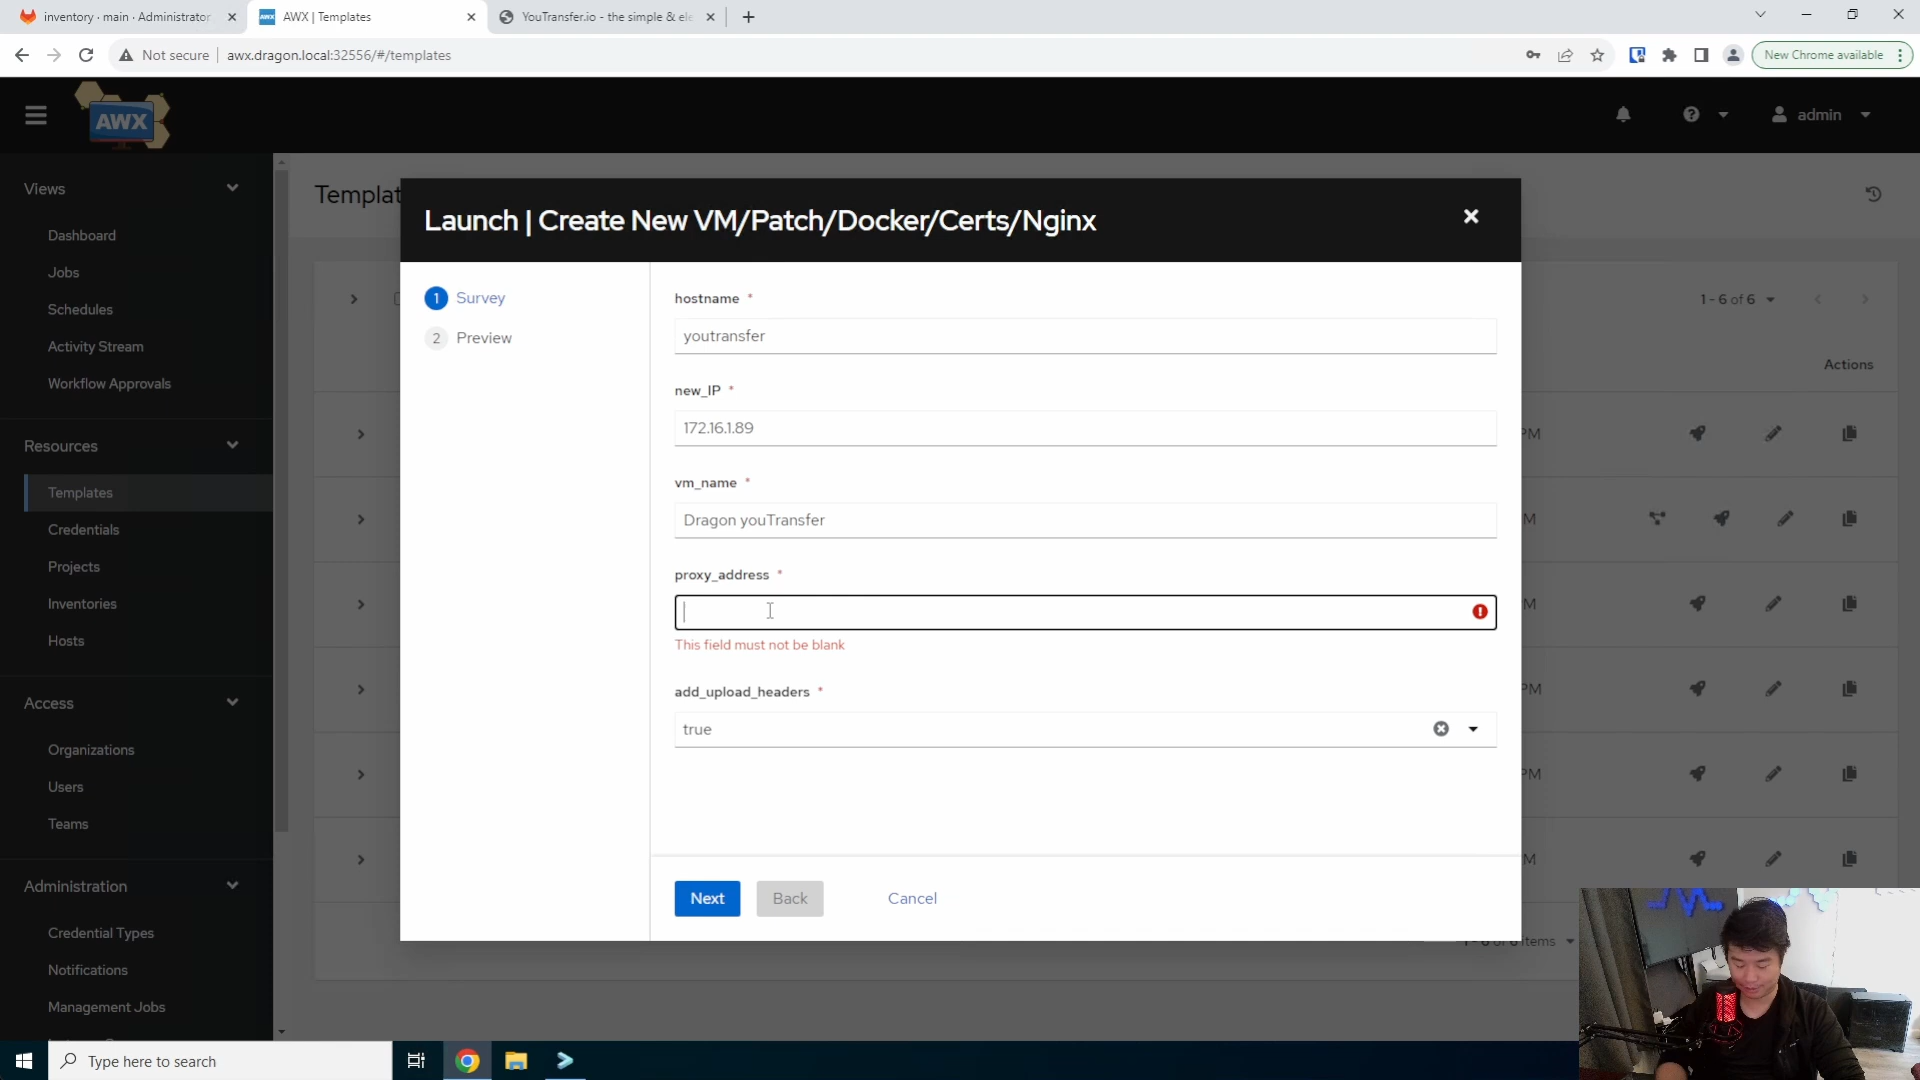 inventory · main · Administrator
AWX | Templates
YouTransfer.io - the simple & ele
Not secure
awx.dragon.local:32556/#/templates
New Chrome available
AWX
admin
Views
Dashboard
Jobs
Schedules
Activity Stream
Workflow Approvals
Resources
Templates
Credentials
Projects
Inventories
Hosts
Access
Organizations
Users
Teams
Administration
Credential Types
Notifications
Management Jobs
Templat
1 - 6 of 6
Actions
PM
M
M
PM
PM
M
1 - 6 of 6 items
Launch | Create New VM/Patch/Docker/Certs/Nginx
1 Survey
2 Preview
hostname *
youtransfer
new_IP *
172.16.1.89
vm_name *
Dragon youTransfer
proxy_address *
This field must not be blank
add_upload_headers *
true
Next
Back
Cancel
Type here to search